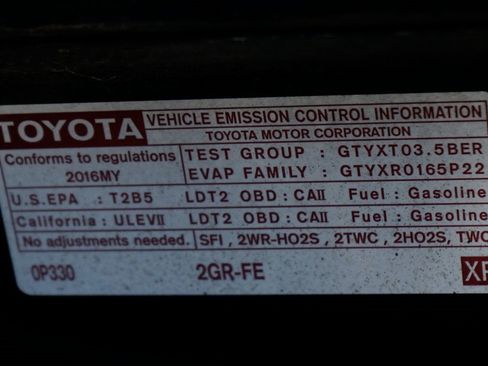 TOYOTA VEHICLE EMISSION CONTROL INFORMATION
TOYOTA MOTOR CORPORATION
Conforms to regulations
2016MY
TEST GROUP : GTYXT03.5BER
EVAP FAMILY : GTYXR0165P22
U.S.EPA : T2B5 LDT2 OBD : CAII Fuel : Gasoline
California : ULEVII LDT2 OBD : CAII Fuel : Gasoline
No adjustments needed. SFI , 2WR-HO2S , 2TWC , 2HO2S, TWC
0P330 2GR-FE